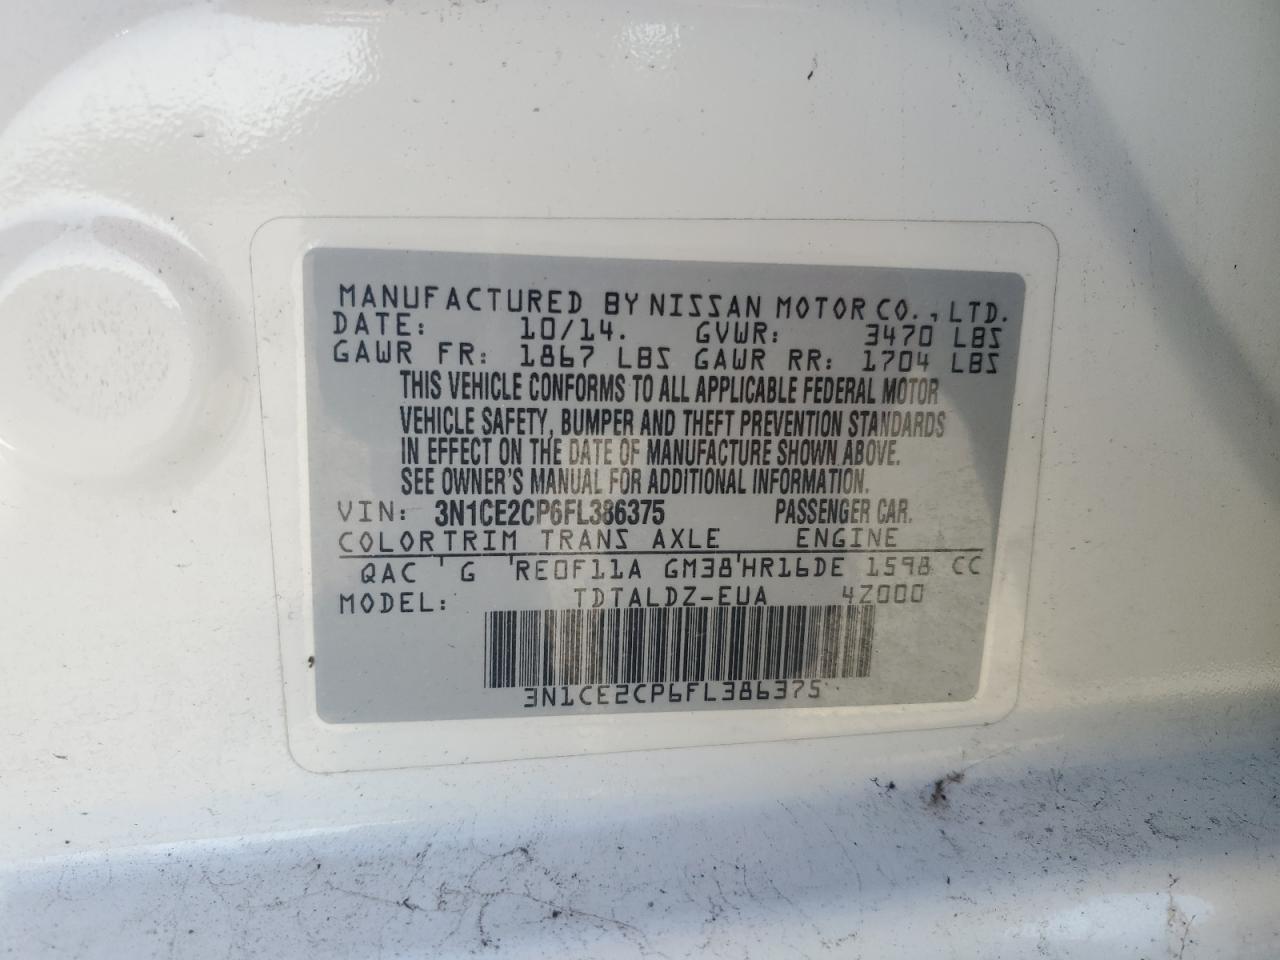 MANUFACTURED BY NISSAN MOTOR CO., LTD.
DATE: 10/14. GVWR: 3470 LBS
GAWR FR: 1867 LBS GAWR RR: 1704 LBS
THIS VEHICLE CONFORMS TO ALL APPLICABLE FEDERAL MOTOR
VEHICLE SAFETY, BUMPER AND THEFT PREVENTION STANDARDS
IN EFFECT ON THE DATE OF MANUFACTURE SHOWN ABOVE.
SEE OWNER'S MANUAL FOR ADDITIONAL INFORMATION.
VIN: 3N1CE2CP6FL386375 PASSENGER CAR.
COLORTRIM TRANS AXLE ENGINE
QAC ' G 'RE0F11A GM38'HR16DE 1598 CC
MODEL: TDTALDZ-EUA 4Z000
3N1CE2CP6FL386375